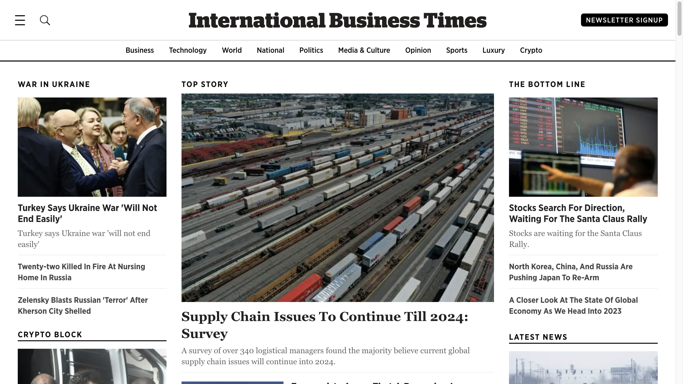 International Business Times
NEWSLETTER SIGNUP
Business
Technology
World
National
Politics
Media & Culture
Opinion
Sports
Luxury
Crypto
WAR IN UKRAINE
Turkey Says Ukraine War 'Will Not
End Easily'
Turkey says Ukraine war 'will not end
easily'
Twenty-two Killed In Fire At Nursing
Home In Russia
Zelensky Blasts Russian 'Terror' After
Kherson City Shelled
CRYPTO BLOCK
TOP STORY
Supply Chain Issues To Continue Till 2024:
Survey
A survey of over 340 logistical managers found the majority believe current global
supply chain issues will continue into 2024.
THE BOTTOM LINE
Stocks Search For Direction,
Waiting For The Santa Claus Rally
Stocks are waiting for the Santa Claus
Rally.
North Korea, China, And Russia Are
Pushing Japan To Re-Arm
A Closer Look At The State Of Global
Economy As We Head Into 2023
LATEST NEWS